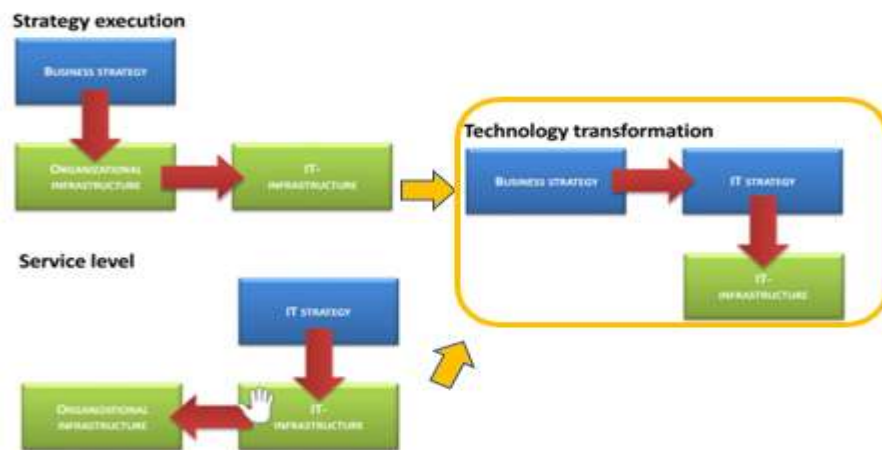 Strategy execution
BUSINESS STRATEGY
ORGANIZATIONAL
INFRASTRUCTURE
IT-
INFRASTRUCTURE
Technology transformation
BUSINESS STRATEGY
IT STRATEGY
IT-
INFRASTRUCTURE
Service level
IT STRATEGY
ORGANIZATIONAL
INFRASTRUCTURE
IT-
INFRASTRUCTURE